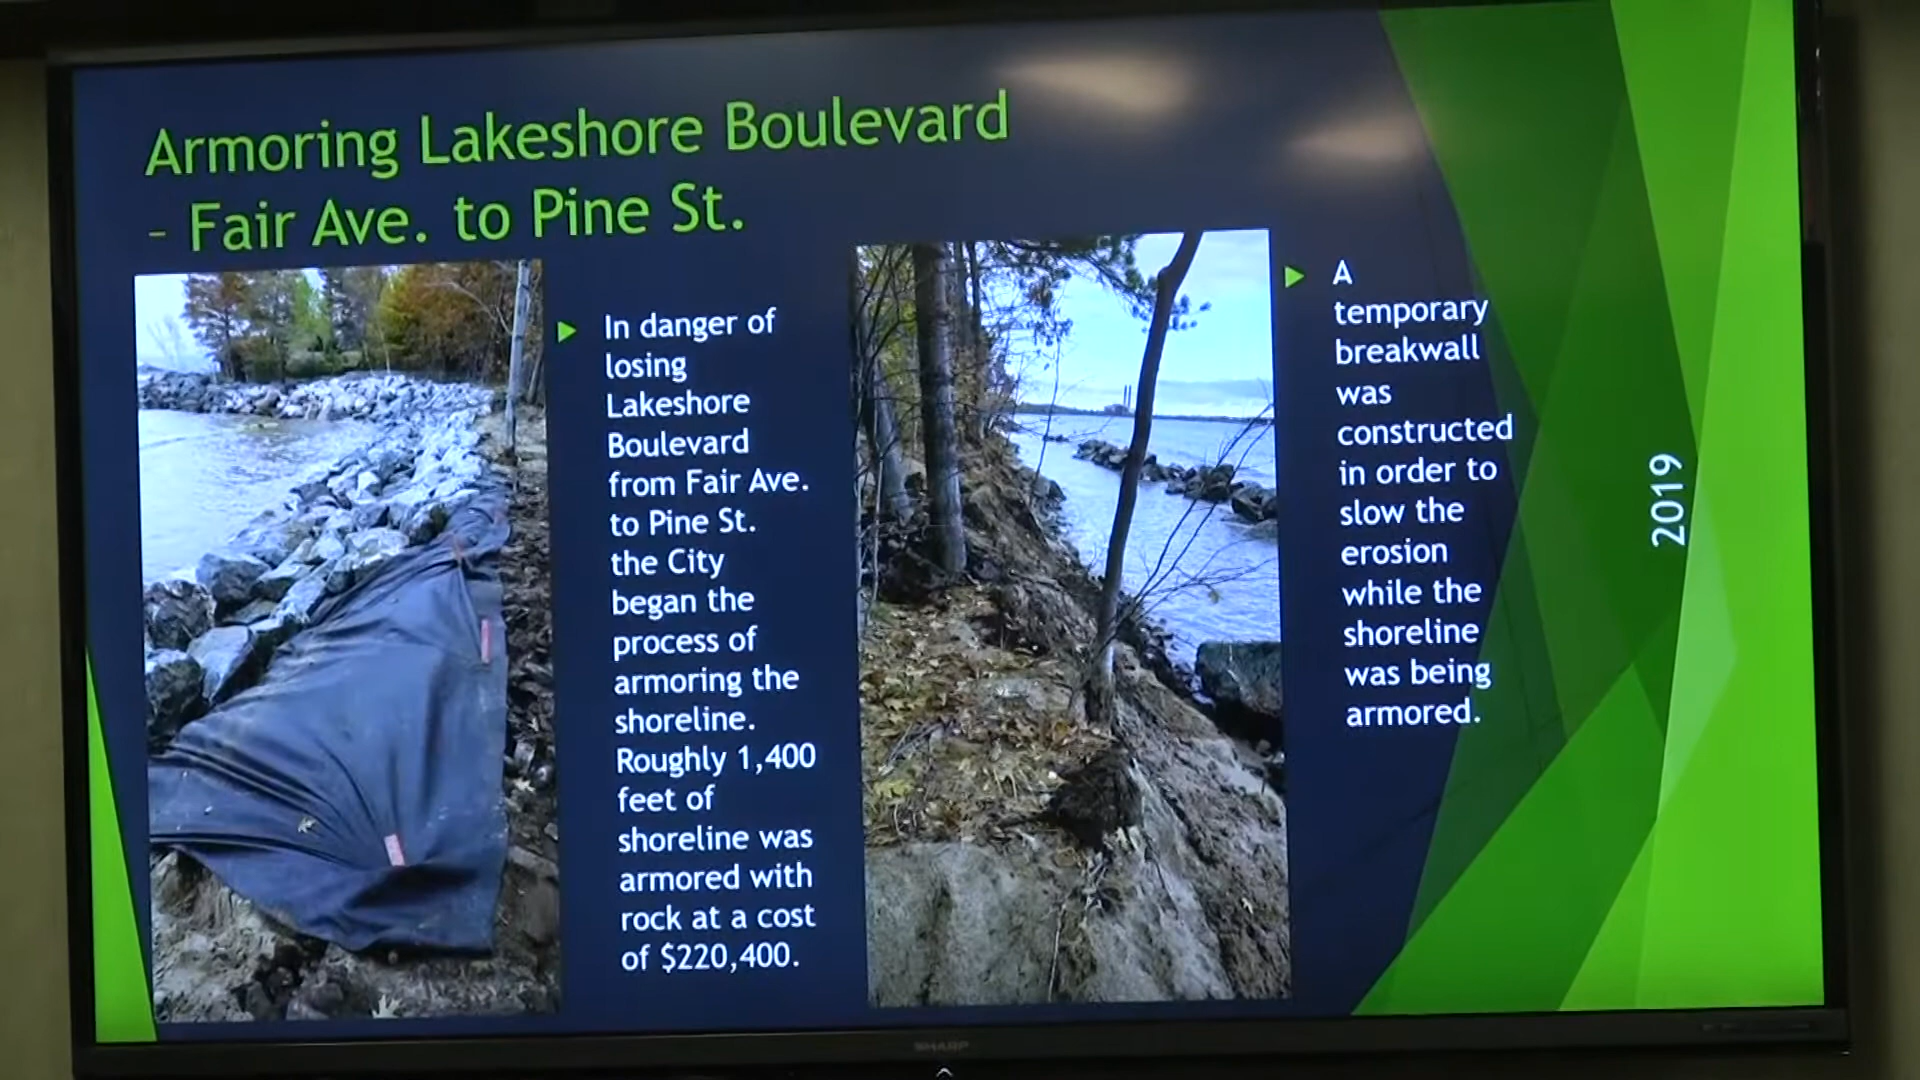 Armoring Lakeshore Boulevard
– Fair Ave. to Pine St.
In danger of
losing
Lakeshore
Boulevard
from Fair Ave.
to Pine St.
the City
began the
process of
armoring the
shoreline.
Roughly 1,400
feet of
shoreline was
armored with
rock at a cost
of $220,400.
A
temporary
breakwall
was
constructed
in order to
slow the
erosion
while the
shoreline
was being
armored.
2019
SHARP